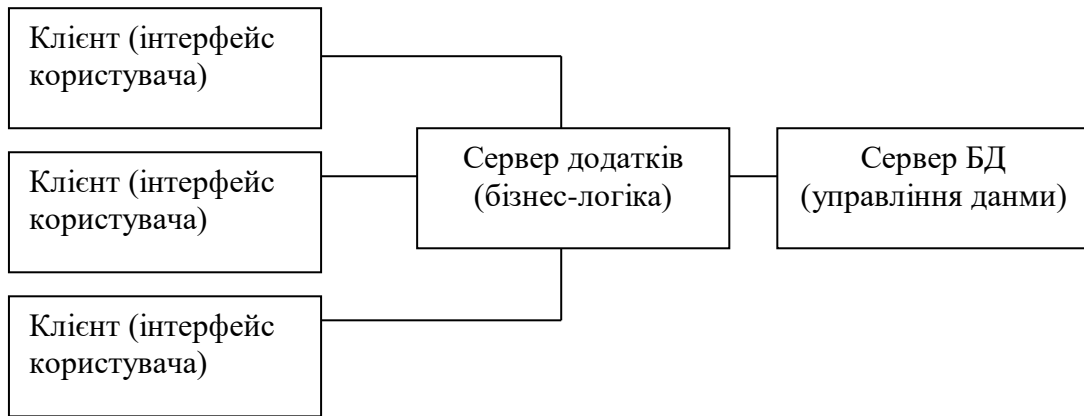 Клієнт (інтерфейс
користувача)
Клієнт (інтерфейс
користувача)
Клієнт (інтерфейс
користувача)
Сервер додатків
(бізнес-логіка)
Сервер БД
(управління данми)